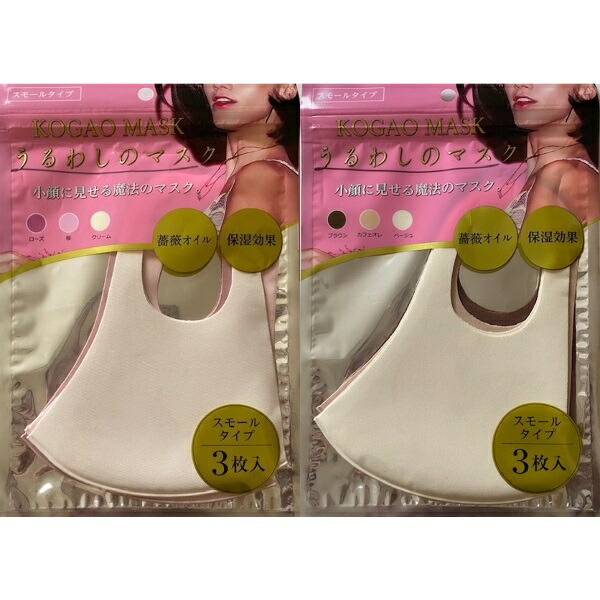 スモールタイプ
KOGAO MASK
うるわしのマスク
小顔に見せる魔法のマスク。
ローズ
桜
クリーム
薔薇オイル
保湿効果
スモール
タイプ
3枚入
スモールタイプ
KOGAO MASK
うるわしのマスク
小顔に見せる魔法のマスク。
ブラウン
カフェオレ
ベージュ
薔薇オイル
保湿効果
スモール
タイプ
3枚入